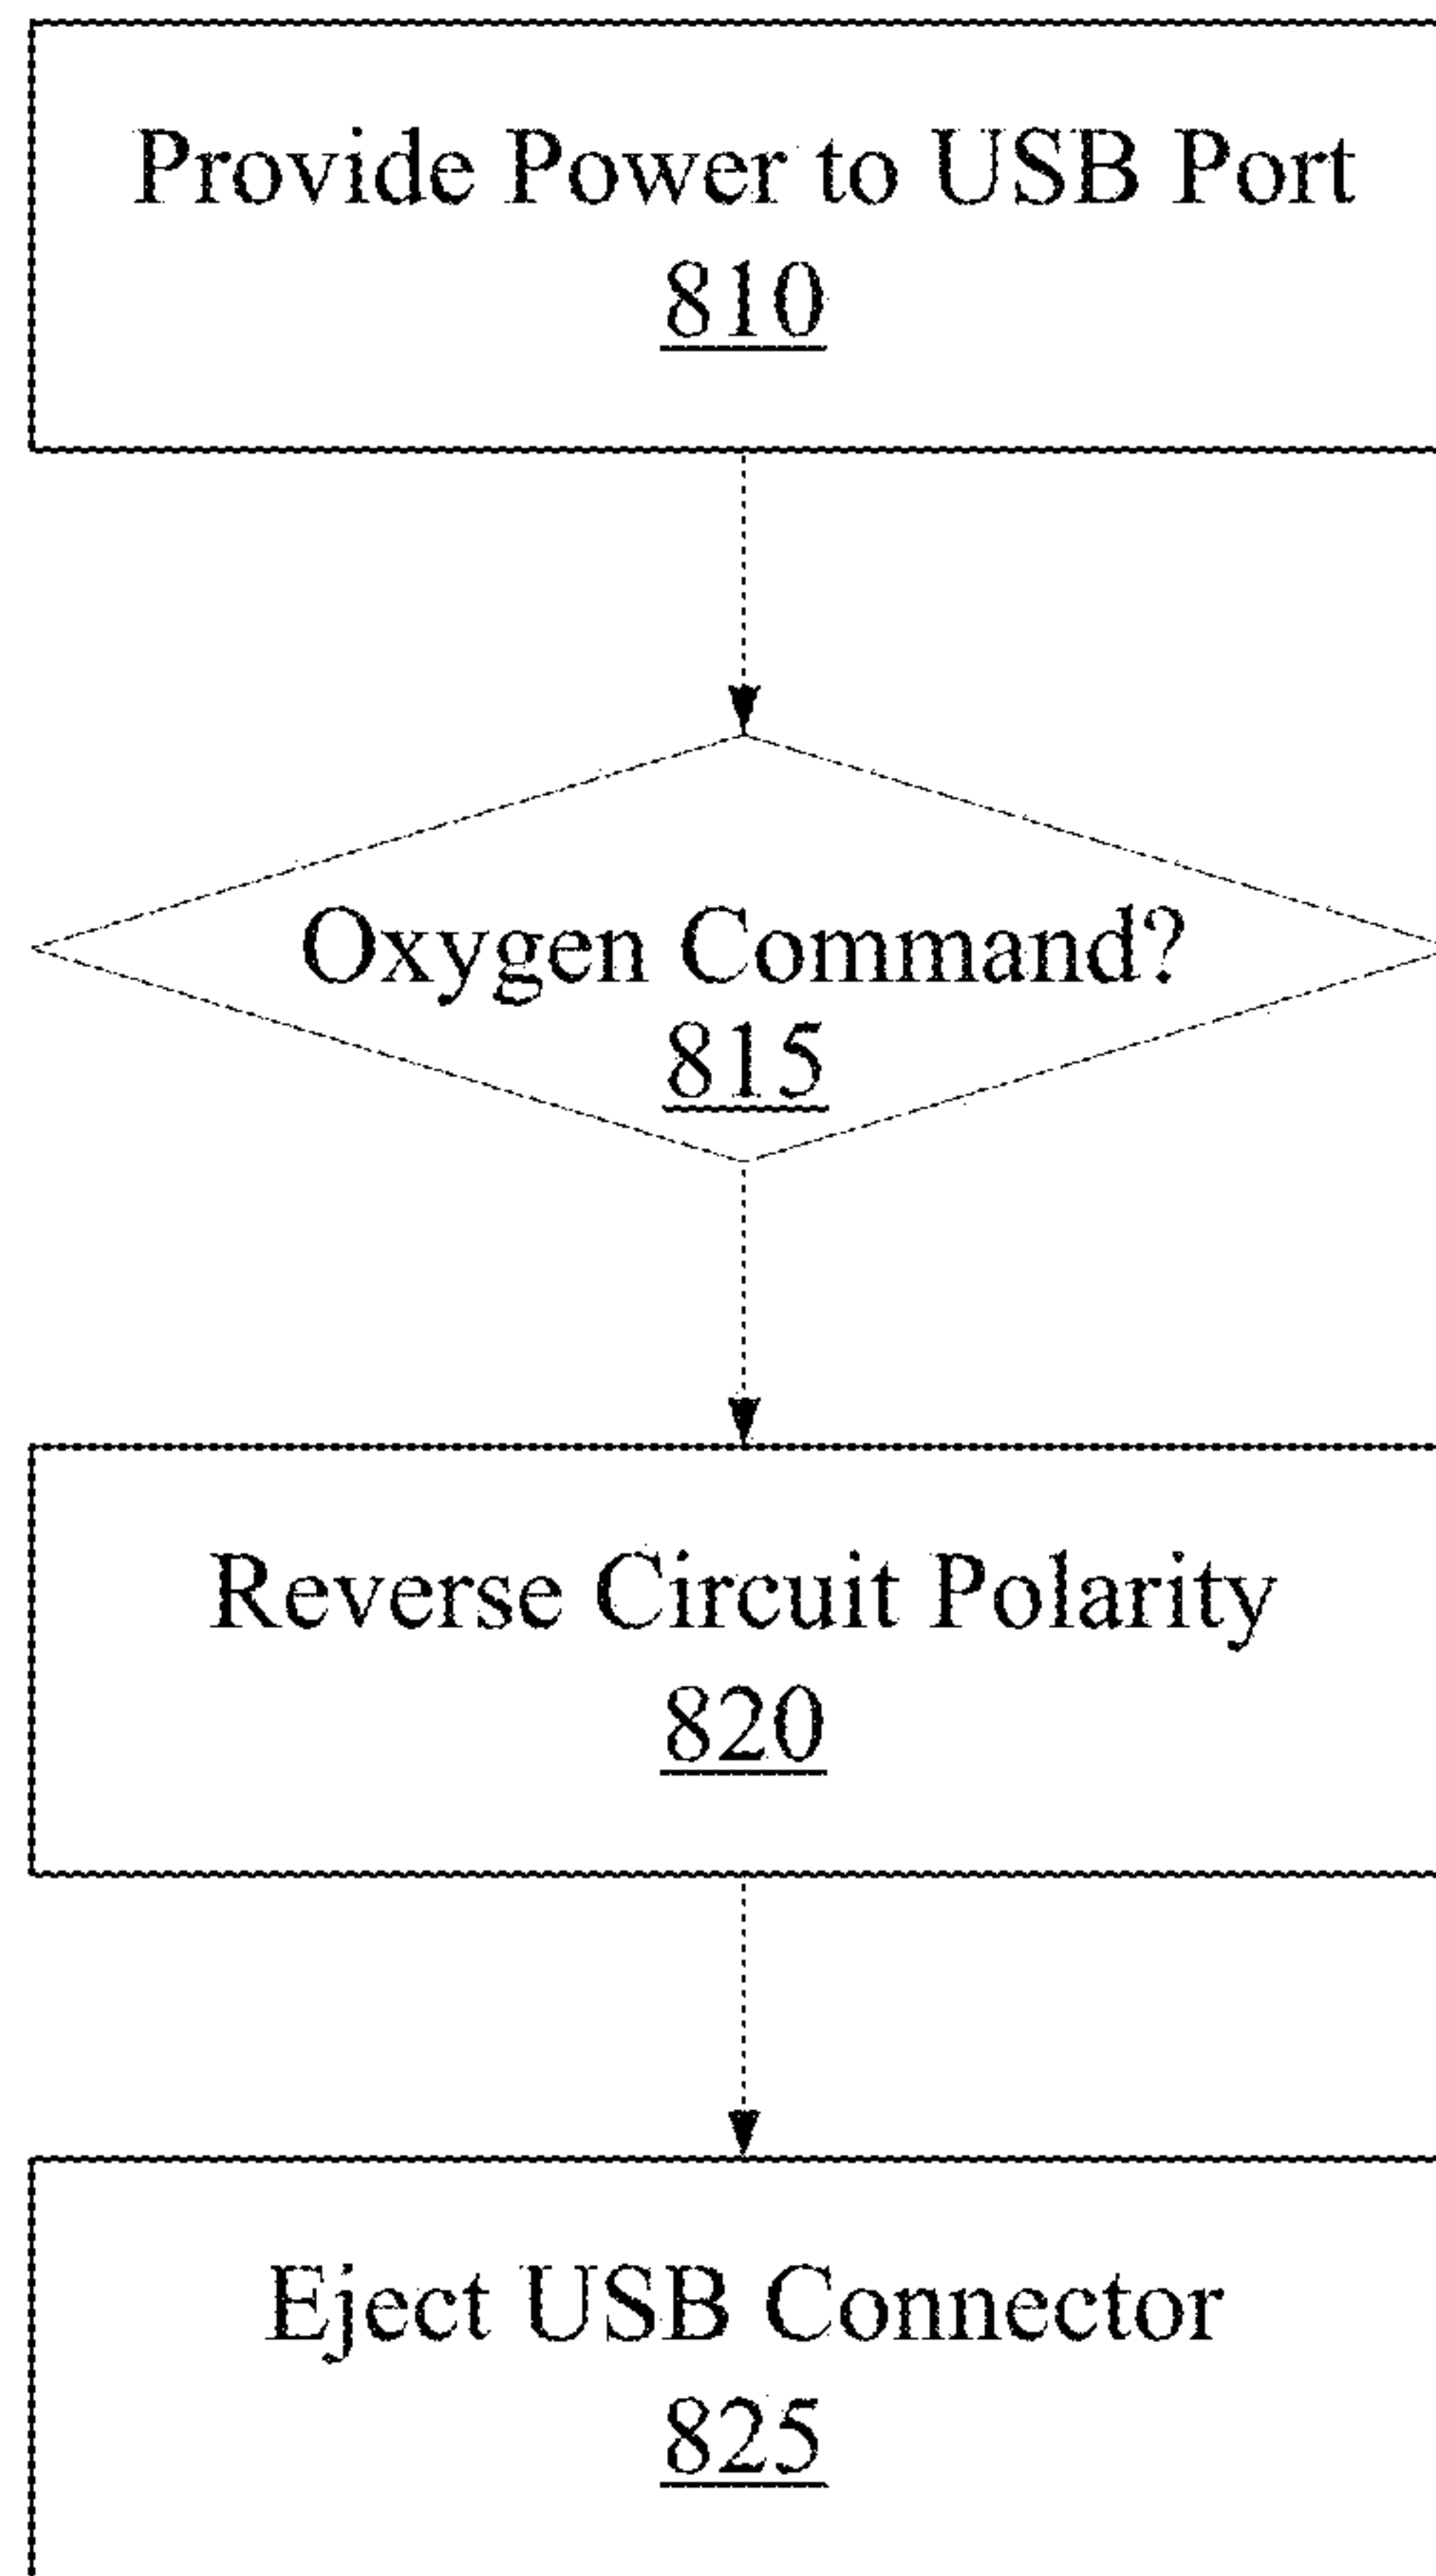 Provide Power to USB Port
810
Oxygen Command?
815
Reverse Circuit Polarity
820
Eject USB Connector
825